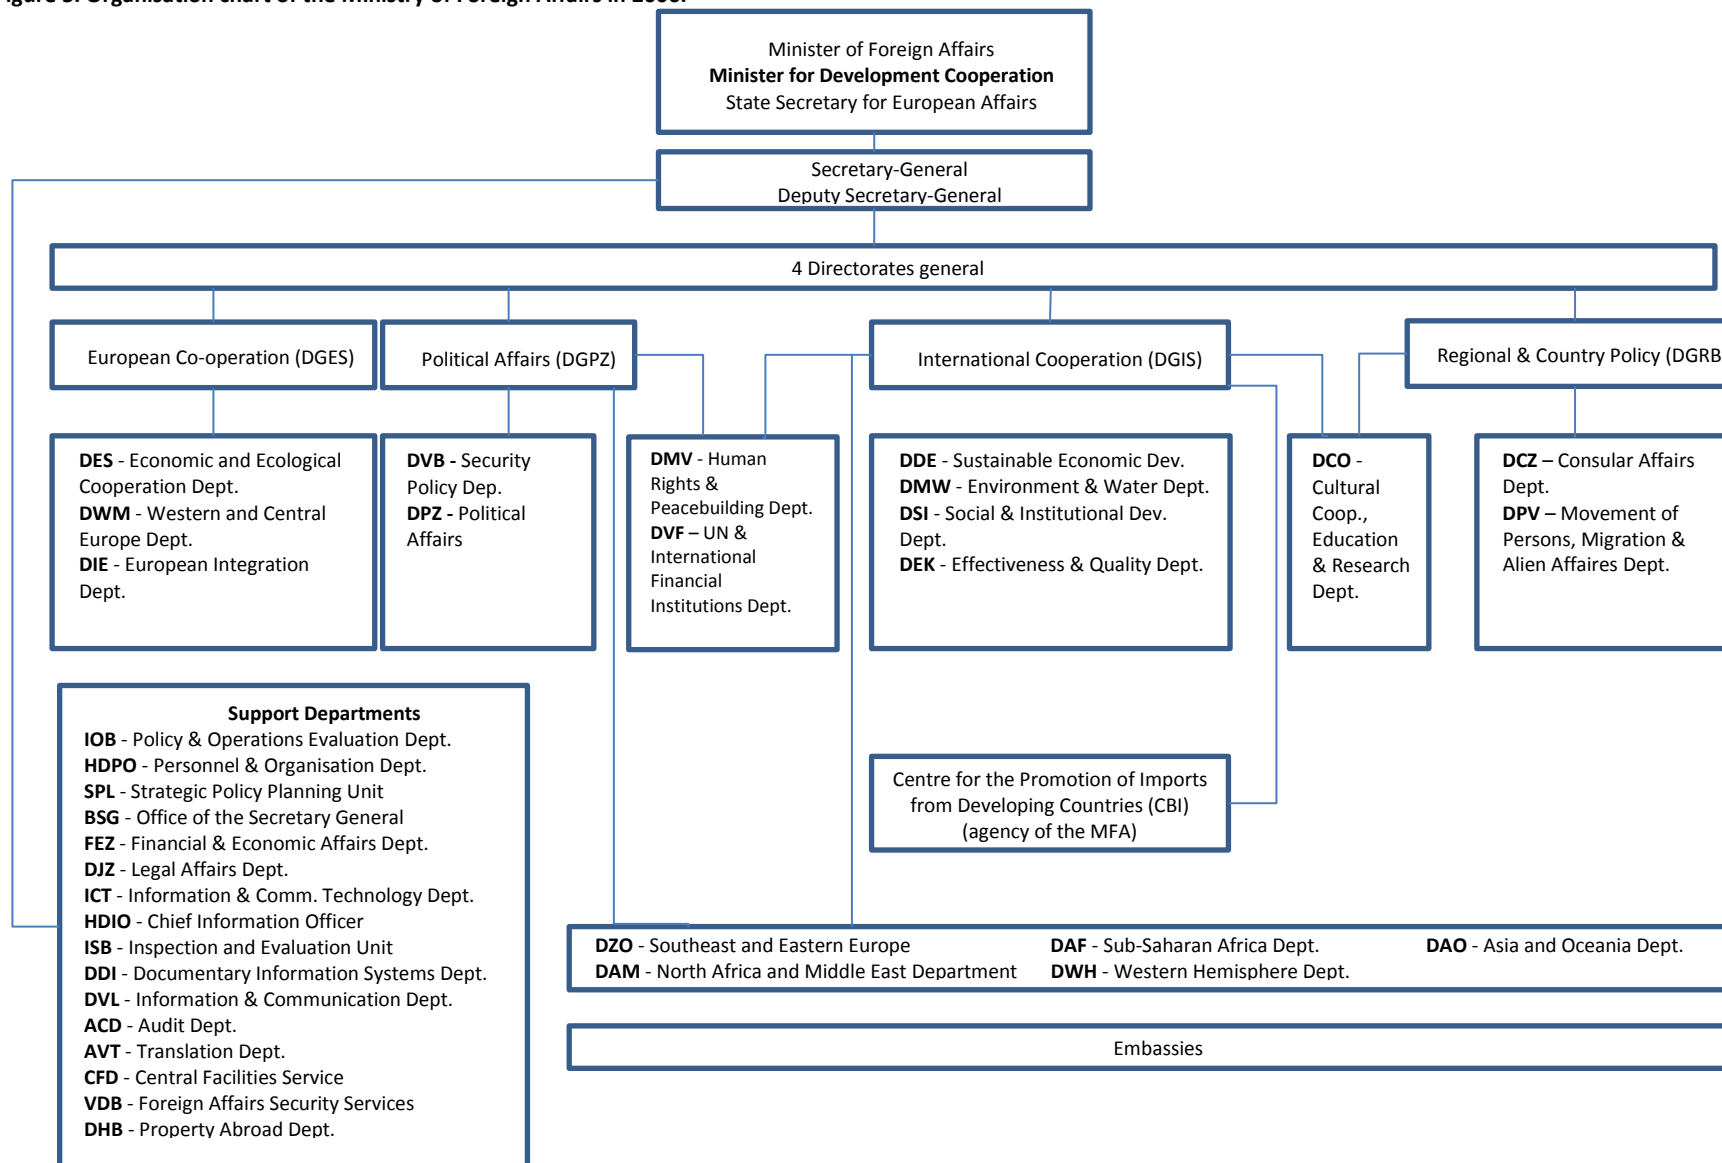 Figure 3: Organisation chart of the Ministry of Foreign Affairs in
Minister of Foreign Affairs
Minister for Development Cooperation
State Secretary for European Affairs
Secretary-General
Deputy Secretary-General
4 Directorates general
European Co-operation (DGES)
Political Affairs (DGPZ)
International Cooperation (DGIS)
Regional & Country Policy (DGRB
DES - Economic and Ecological
Cooperation Dept.
DWM - Western and Central
Europe Dept.
DIE - European Integration
Dept.
DVB - Security
Policy Dep.
DPZ - Political
Affairs
DMV - Human
Rights &
Peacebuilding Dept.
DVF – UN &
International
Financial
Institutions Dept.
DDE - Sustainable Economic Dev.
DMW - Environment & Water Dept.
DSI - Social & Institutional Dev.
Dept.
DEK - Effectiveness & Quality Dept.
DCO -
Cultural
Coop.,
Education
& Research
Dept.
DCZ – Consular Affairs
Dept.
DPV – Movement of
Persons, Migration &
Alien Affaires Dept.
Support Departments
IOB - Policy & Operations Evaluation Dept.
HDPO - Personnel & Organisation Dept.
SPL - Strategic Policy Planning Unit
BSG - Office of the Secretary General
FEZ - Financial & Economic Affairs Dept.
DJZ - Legal Affairs Dept.
ICT - Information & Comm. Technology Dept.
HDIO - Chief Information Officer
ISB - Inspection and Evaluation Unit
DDI - Documentary Information Systems Dept.
DVL - Information & Communication Dept.
ACD - Audit Dept.
AVT - Translation Dept.
CFD - Central Facilities Service
VDB - Foreign Affairs Security Services
DHB - Property Abroad Dept.
Centre for the Promotion of Imports
from Developing Countries (CBI)
(agency of the MFA)
DZO - Southeast and Eastern Europe DAF - Sub-Saharan Africa Dept. DAO - Asia and Oceania Dept.
DAM - North Africa and Middle East Department DWH - Western Hemisphere Dept.
Embassies